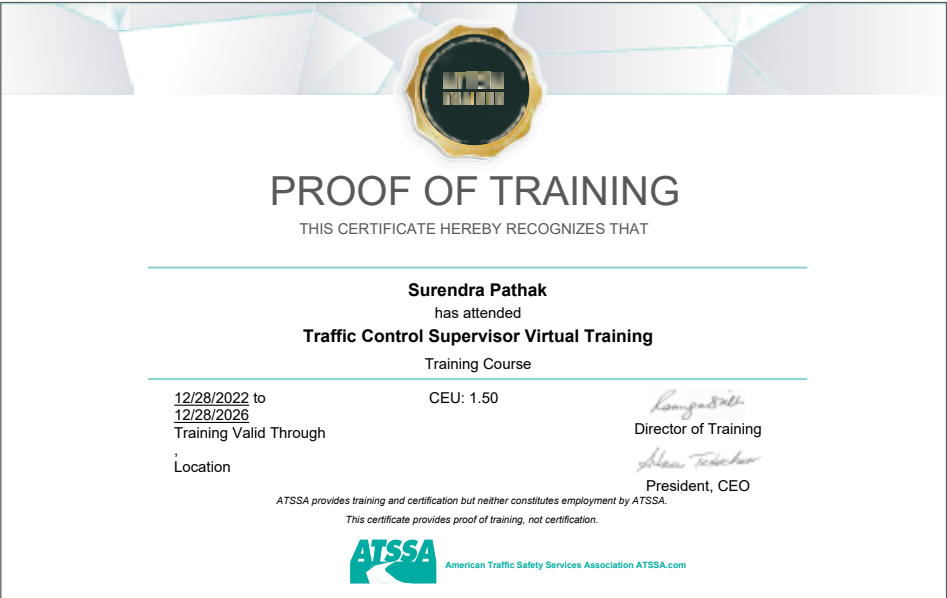 PROOF OF TRAINING
THIS CERTIFICATE HEREBY RECOGNIZES THAT
Surendra Pathak
has attended
Traffic Control Supervisor Virtual Training
Training Course
12/28/2022 to
12/28/2026
Training Valid Through
,
Location
CEU: 1.50
Director of Training
President, CEO
ATSSA provides training and certification but neither constitutes employment by ATSSA.
This certificate provides proof of training, not certification.
ATSSA
American Traffic Safety Services Association ATSSA.com